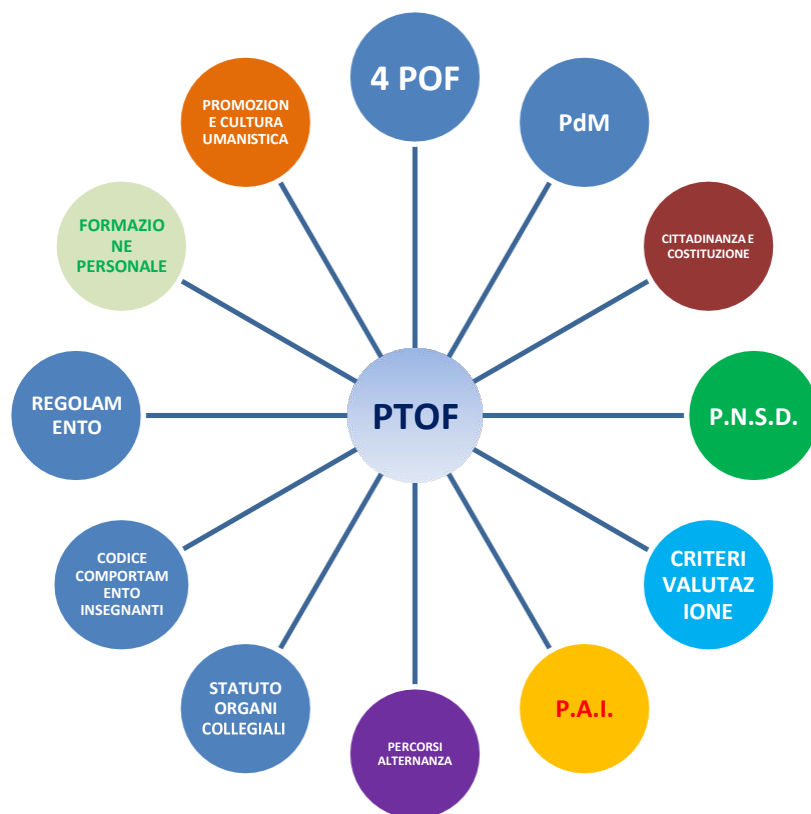 4 POF
PdM
CITTADINANZA E
COSTITUZIONE
P.N.S.D.
CRITERI
VALUTAZ
IONE
P.A.I.
PERCORSI
ALTERNANZA
STATUTO
ORGANI
COLLEGIALI
CODICE
COMPORTAM
ENTO
INSEGNANTI
REGOLAM
ENTO
FORMAZIO
NE
PERSONALE
PROMOZION
E CULTURA
UMANISTICA
PTOF